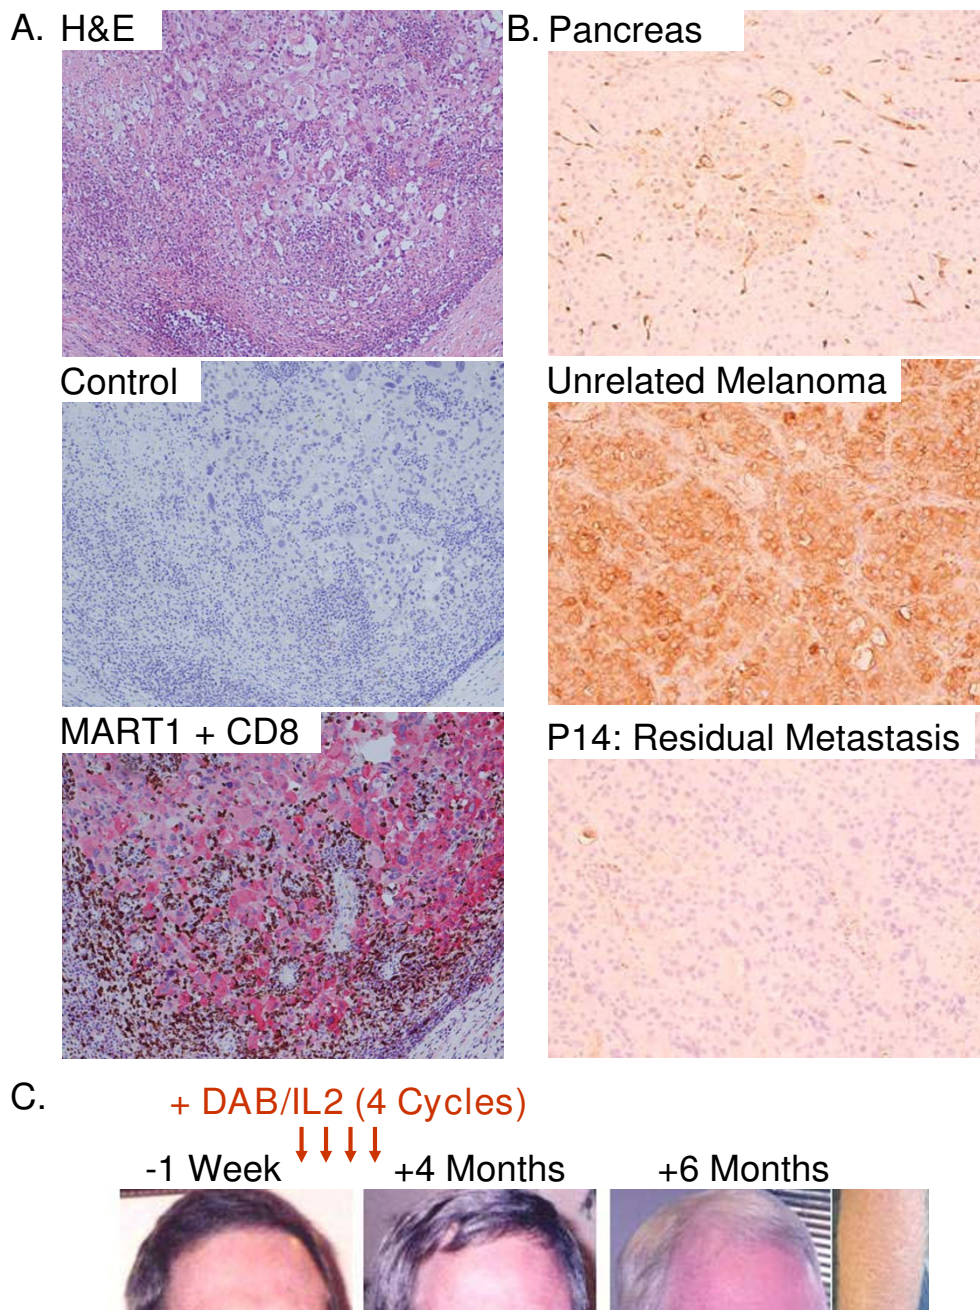 A. H&E
Control
MART1 + CD8
B. Pancreas
Unrelated Melanoma
P14: Residual Metastasis
C.
+ DAB/IL2 (4 Cycles)
-1 Week
+4 Months
+6 Months